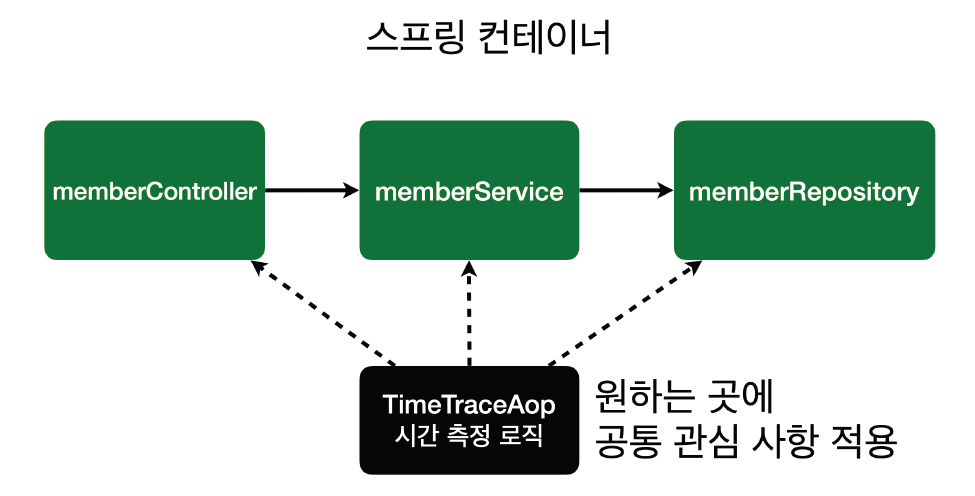 스프링 컨테이너
memberController
memberService
memberRepository
TimeTraceAop
시간 측정 로직
원하는 곳에
공통 관심 사항 적용